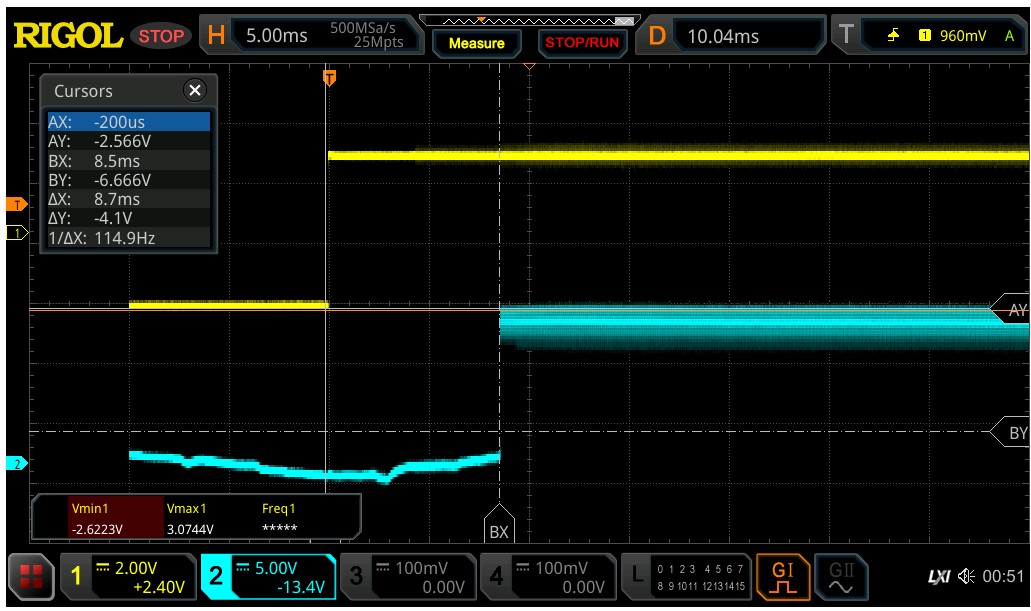 RIGOL STOP H 5.00ms 500MSa/s 25Mpts Measure STOP/RUN D 10.04ms T 1 960mV A
T
Cursors
AX: -200us
AY: -2.566V
BX: 8.5ms
BY: -6.666V
ΔX: 8.7ms
ΔY: -4.1V
1/ΔX: 114.9Hz
T
1
AY
BY
2
Vmin1 Vmax1 Freq1
-2.6223V 3.0744V *****
BX
1 2.00V +2.40V 2 5.00V -13.4V 3 100mV 0.00V 4 100mV 0.00V L 0 1 2 3 4 5 6 7 8 9 10 11 12 13 14 15 GI GII LXI 00:51